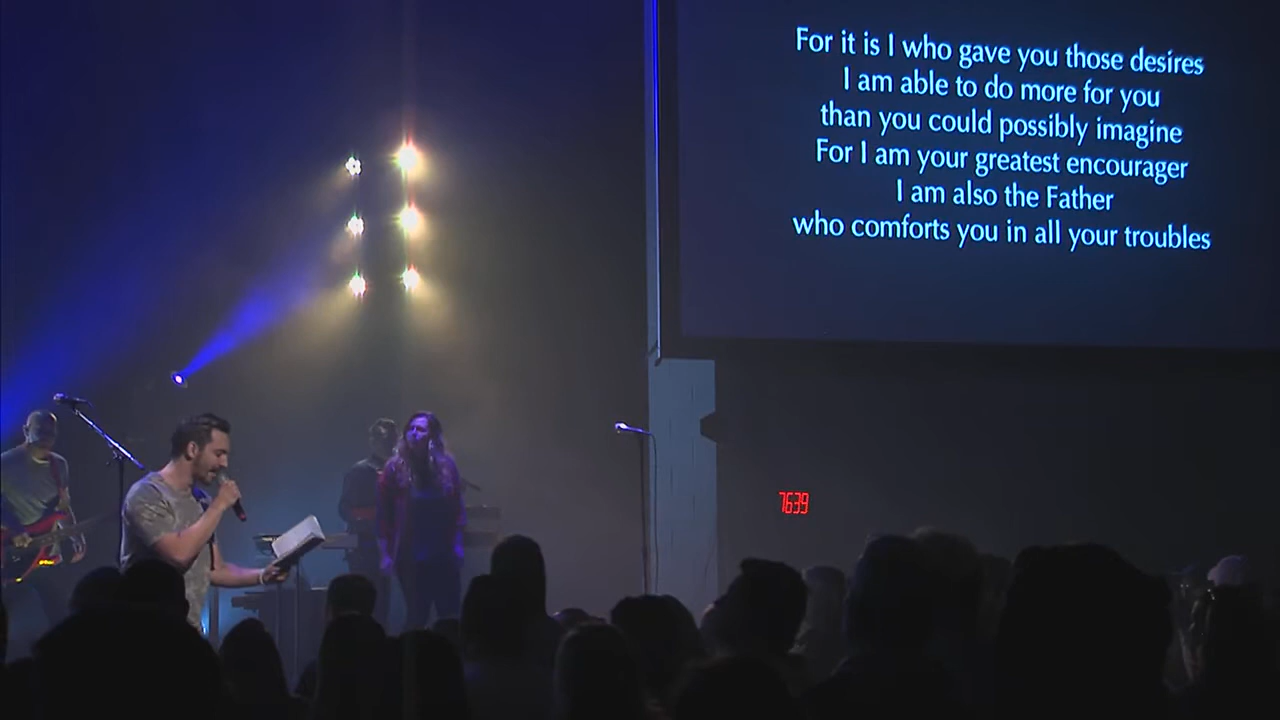 For it is I who gave you those desires
I am able to do more for you
than you could possibly imagine
For I am your greatest encourager
I am also the Father
who comforts you in all your troubles
7639